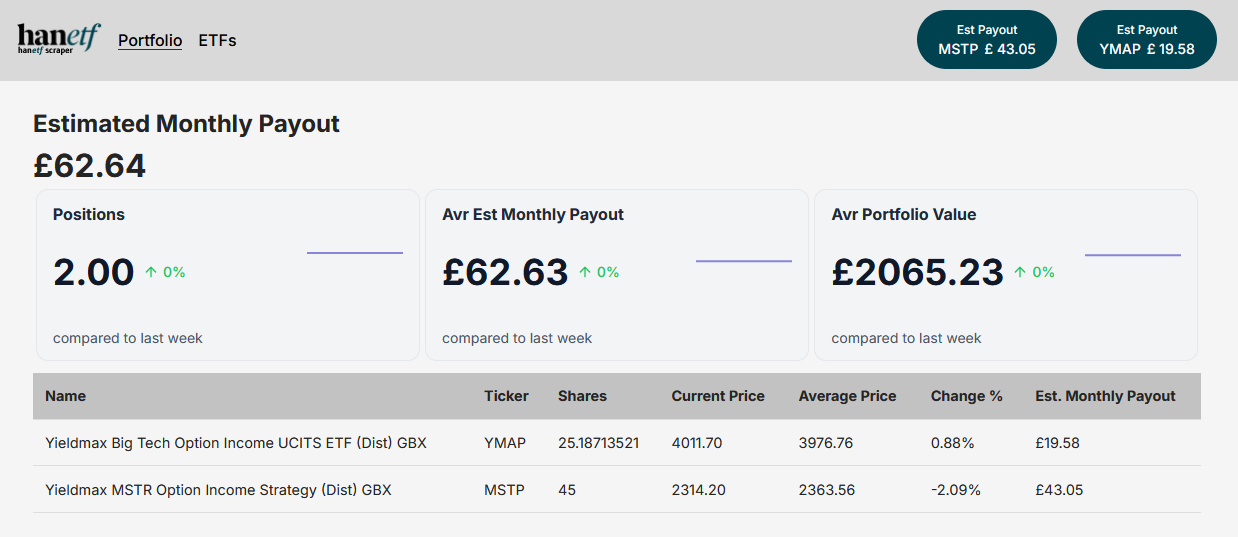 hanetf
hanetf scraper
Portfolio
ETFs
Est Payout
MSTP £ 43.05
Est Payout
YMAP £ 19.58
Estimated Monthly Payout
£62.64
Positions
2.00 ↑ 0%
compared to last week
Avr Est Monthly Payout
£62.63 ↑ 0%
compared to last week
Avr Portfolio Value
£2065.23 ↑ 0%
compared to last week
Name Ticker Shares Current Price Average Price Change % Est. Monthly Payout
Yieldmax Big Tech Option Income UCITS ETF (Dist) GBX YMAP 25.18713521 4011.70 3976.76 0.88% £19.58
Yieldmax MSTR Option Income Strategy (Dist) GBX MSTP 45 2314.20 2363.56 -2.09% £43.05